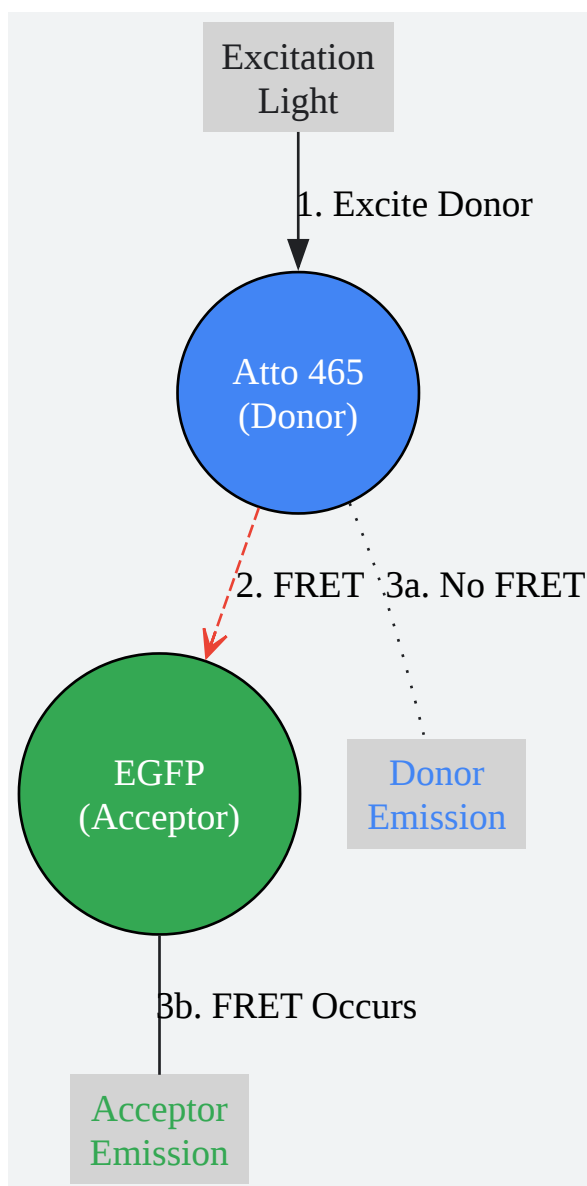 Excitation
Light
1. Excite Donor
Atto 465
(Donor)
2. FRET
3a. No FRET
EGFP
(Acceptor)
Donor
Emission
3b. FRET Occurs
Acceptor
Emission